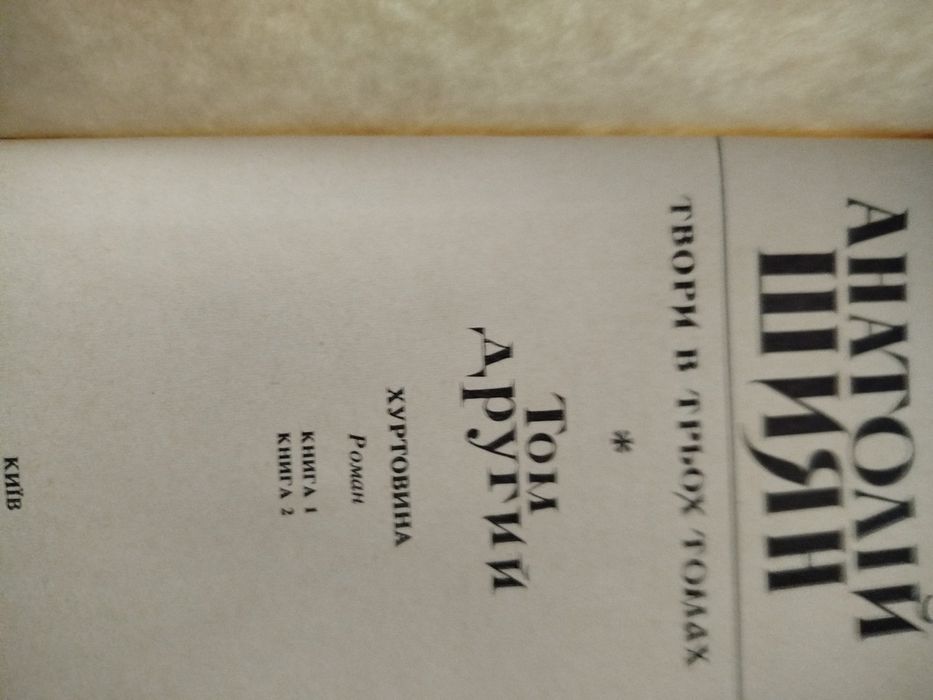 АНАТОЛІЙ
ШИЯН
ТВОРИ В ТРЬОХ ТОМАХ
*
Том
другий
ХУРТОВИНА
Роман
КНИГА 1
КНИГА 2
КИЇВ